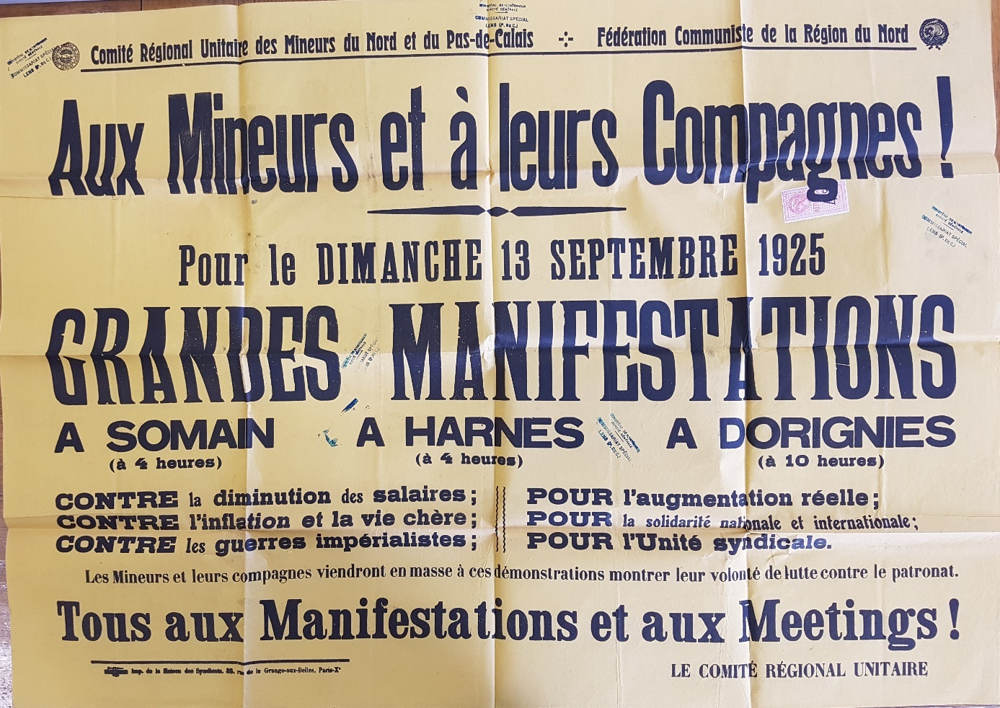 MINISTÈRE DE L'INTÉRIEUR
SURETÉ GÉNÉRALE
COMMISSARIAT SPÉCIAL
LENS (P. DE C.)
Comité Régional Unitaire des Mineurs du Nord et du Pas-de-Calais Fédération Communiste de la Région du Nord
COMMISSARIAT SPÉCIAL
LENS (P. DE C.)
Aux Mineurs et à leurs Compagnes !
COMMISSARIAT SPÉCIAL
LENS (P. DE C.)
Pour le DIMANCHE 13 SEPTEMBRE 1925
GRANDES MANIFESTATIONS
A SOMAIN A HARNES A DORIGNIES
COMMISSARIAT SPÉCIAL
(à 4 heures) (à 4 heures) (à 10 heures)
CONTRE la diminution des salaires ; POUR l'augmentation réelle ;
CONTRE l'inflation et la vie chère ; POUR la solidarité nationale et internationale ;
CONTRE les guerres impérialistes ; POUR l'Unité syndicale.
Les Mineurs et leurs compagnes viendront en masse à ces démonstrations montrer leur volonté de lutte contre le patronat.
Tous aux Manifestations et aux Meetings !
Imp. de la Maison des Syndicats, 33, rue de la Grange-aux-Belles, Paris-Xe
LE COMITÉ RÉGIONAL UNITAIRE